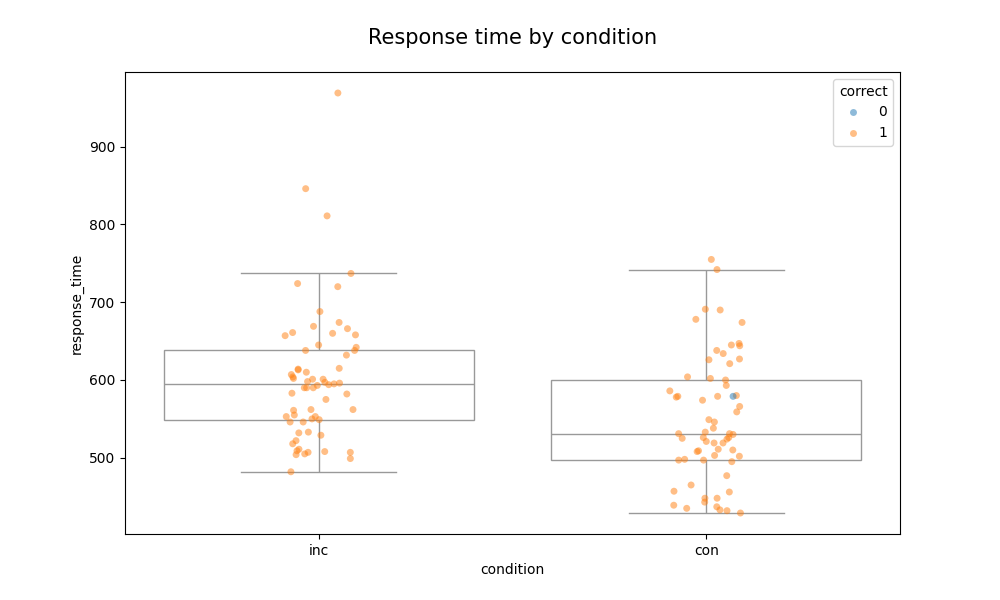 Response time by condition
correct
0
1
900
800
700
600
500
response_time
inc
con
condition